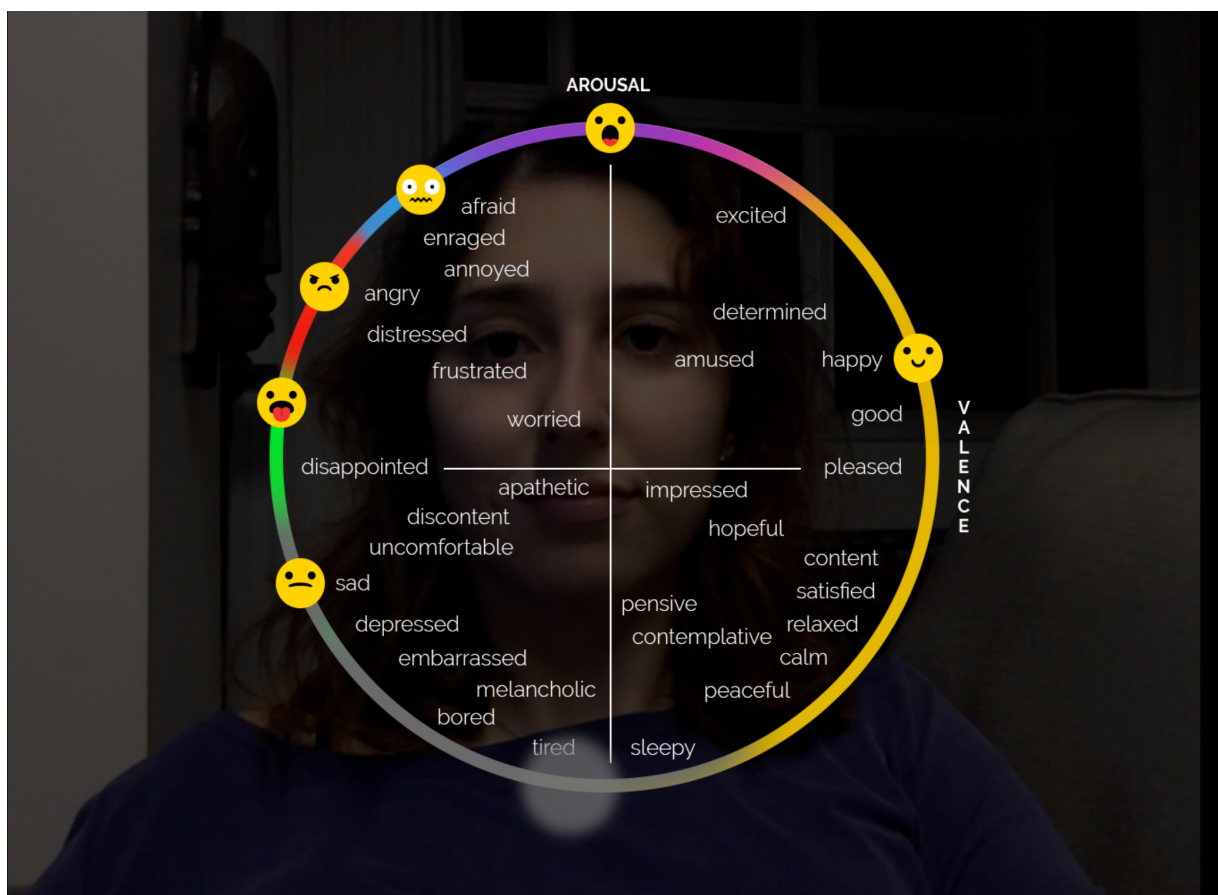 AROUSAL
afraid
excited
enraged
annoyed
angry
determined
distressed
amused
happy
frustrated
good
worried
VALENCE
disappointed
pleased
apathetic
impressed
discontent
hopeful
uncomfortable
content
sad
satisfied
pensive
depressed
relaxed
contemplative
embarrassed
calm
melancholic
peaceful
bored
tired
sleepy